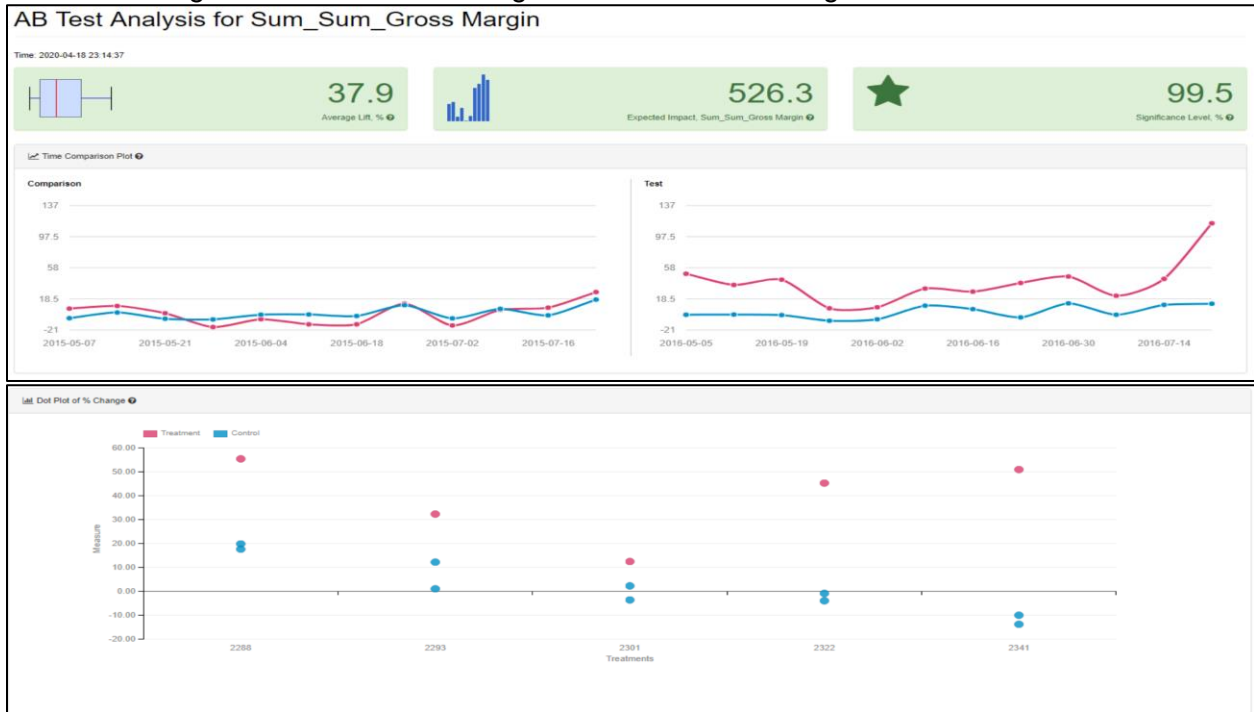 AB Test Analysis for Sum_Sum_Gross Margin
Time: 2020-04-18 23:14:37
37.9
Average Lift, %
526.3
Expected Impact, Sum_Sum_Gross Margin
99.5
Significance Level, %
Time Comparison Plot
Comparison
137
97.5
58
18.5
-21
2015-05-07 2015-05-21 2015-06-04 2015-06-18 2015-07-02 2015-07-16
Test
137
97.5
58
18.5
-21
2016-05-05 2016-05-19 2016-06-02 2016-06-16 2016-06-30 2016-07-14
Dot Plot of % Change
Treatment Control
60.00
50.00
40.00
30.00
20.00
10.00
0.00
-10.00
-20.00
Measure
2288 2293 2301 2322 2341
Treatments